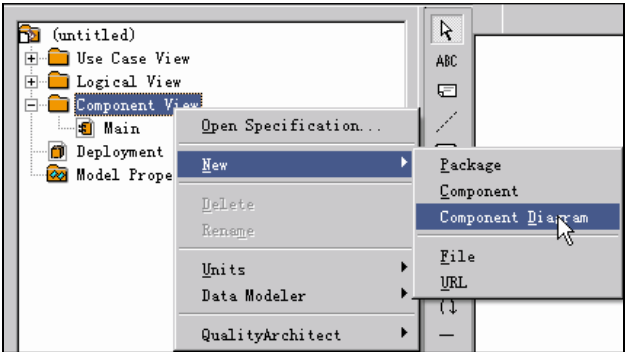 (untitled)
Use Case View
Logical View
Component View
Main
Deployment
Model Prope
ABC
Open Specification...
New
Delete
Rename
Units
Data Modeler
QualityArchitect
Package
Component
Component Diagram
File
URL